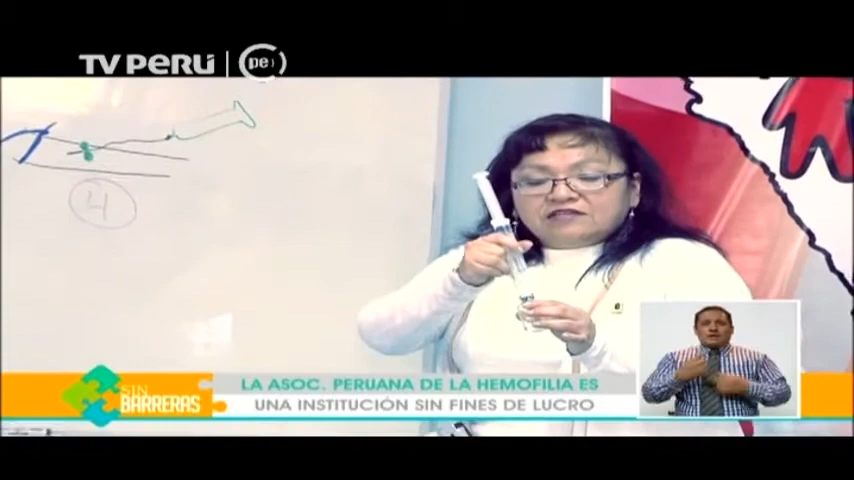 TV PERÚ
pe
4
SIN
BARRERAS
LA ASOC. PERUANA DE LA HEMOFILIA ES
UNA INSTITUCIÓN SIN FINES DE LUCRO